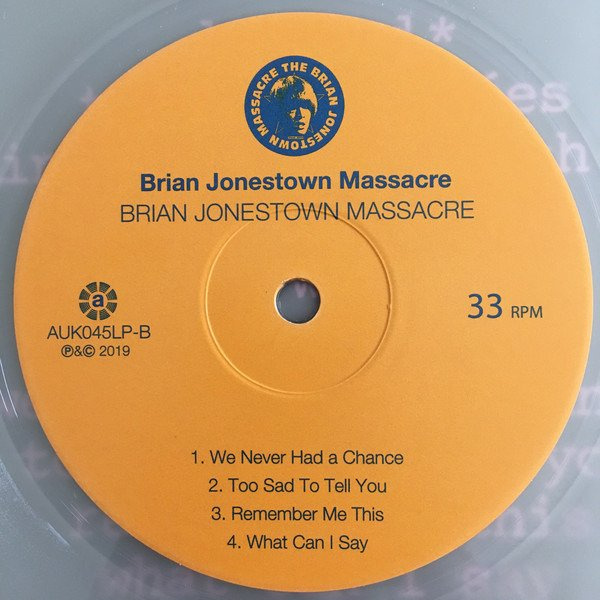 MASSACRE THE BRIAN JONESTOWN
Brian Jonestown Massacre
BRIAN JONESTOWN MASSACRE
a
AUK045LP-B
℗&© 2019
33 RPM
1. We Never Had a Chance
2. Too Sad To Tell You
3. Remember Me This
4. What Can I Say